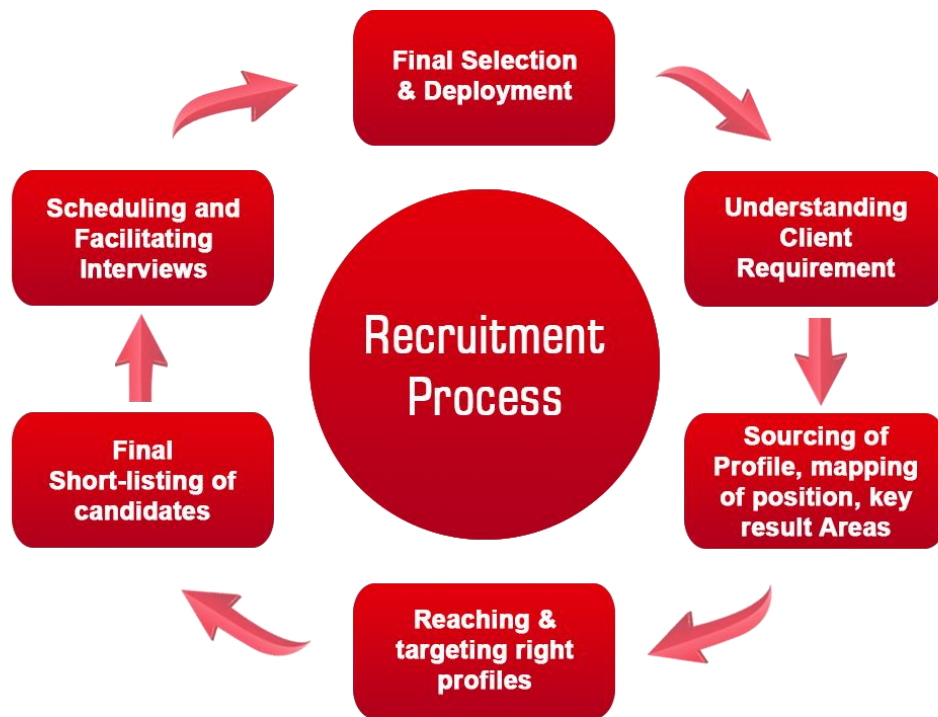 Final Selection
& Deployment
Understanding
Client
Requirement
Sourcing of
Profile, mapping
of position, key
result Areas
Reaching &
targeting right
profiles
Final
Short-listing of
candidates
Scheduling and
Facilitating
Interviews
Recruitment
Process